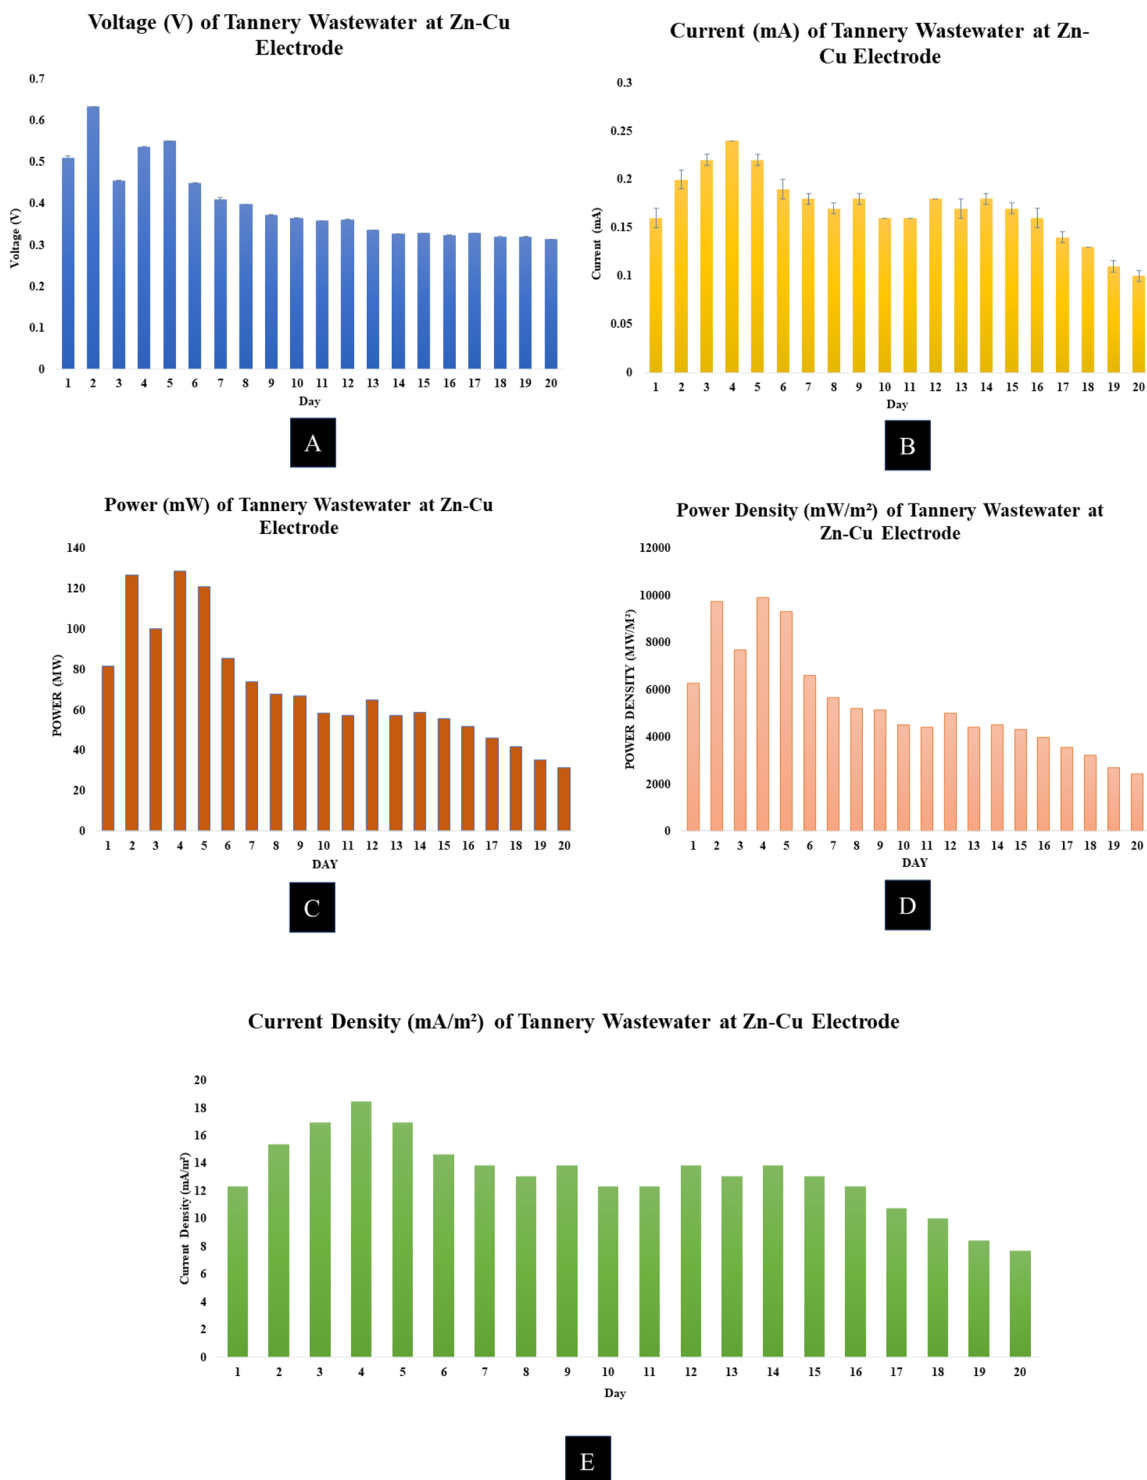 Voltage (V) of Tannery Wastewater at Zn-Cu
Electrode
0.7
0.6
0.5
0.4
0.3
0.2
0.1
0
Voltage (V)
1 2 3 4 5 6 7 8 9 10 11 12 13 14 15 16 17 18 19 20
Day
A
Current (mA) of Tannery Wastewater at Zn-
Cu Electrode
0.3
0.25
0.2
0.15
0.1
0.05
0
Current (mA)
1 2 3 4 5 6 7 8 9 10 11 12 13 14 15 16 17 18 19 20
Day
B
Power (mW) of Tannery Wastewater at Zn-Cu
Electrode
140
120
100
80
60
40
20
0
POWER (MW)
1 2 3 4 5 6 7 8 9 10 11 12 13 14 15 16 17 18 19 20
DAY
C
Power Density (mW/m²) of Tannery Wastewater at
Zn-Cu Electrode
12000
10000
8000
6000
4000
2000
0
POWER DENSITY (MW/M²)
1 2 3 4 5 6 7 8 9 10 11 12 13 14 15 16 17 18 19 20
DAY
D
Current Density (mA/m²) of Tannery Wastewater at Zn-Cu Electrode
20
18
16
14
12
10
8
6
4
2
0
Current Density (mA/m²)
1 2 3 4 5 6 7 8 9 10 11 12 13 14 15 16 17 18 19 20
Day
E